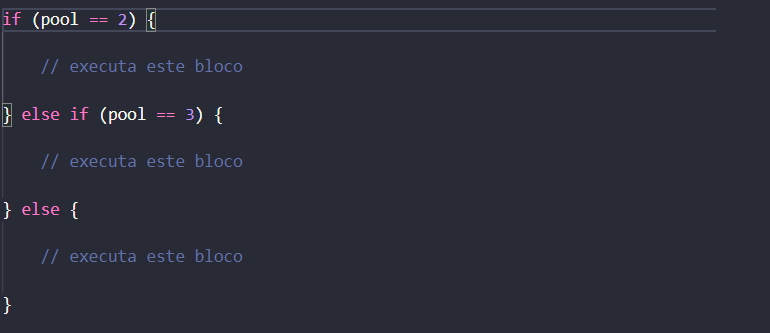 if (pool == 2) {
// executa este bloco
} else if (pool == 3) {
// executa este bloco
} else {
// executa este bloco
}